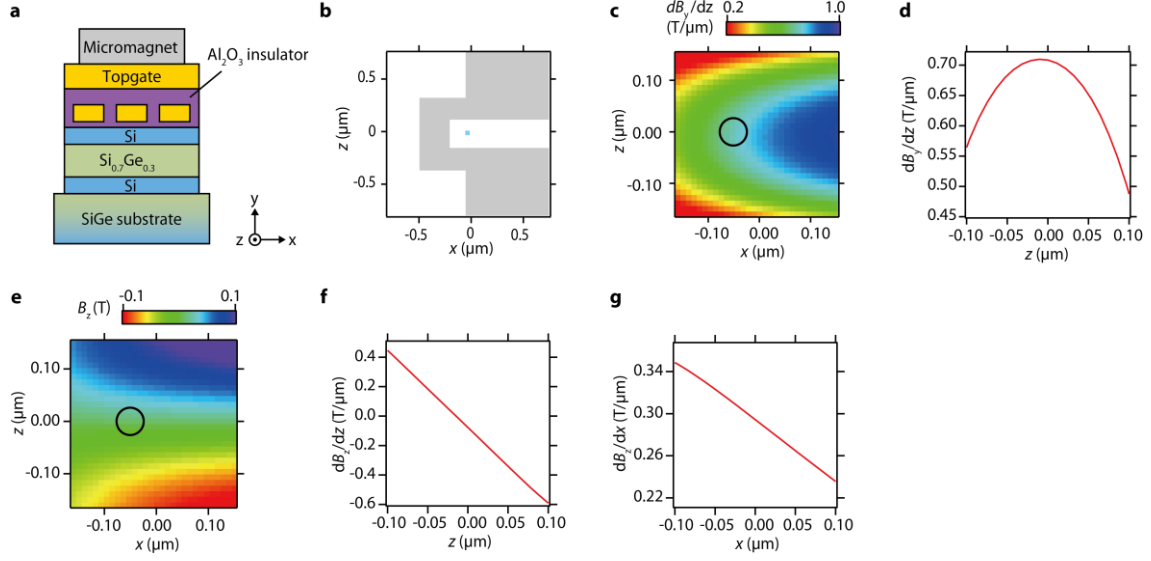 a
Micromagnet
Topgate
Al2O3 insulator
Si
Si0.7Ge0.3
Si
SiGe substrate
y
z
x
b
z (μm)
0.5
0
-0.5
-0.5 0 0.5
x (μm)
c
dBy/dz
(T/μm)
0.2 1.0
z (μm)
0.10
0.00
-0.10
-0.10 0.00 0.10
x (μm)
d
dBy/dz (T/μm)
0.70
0.65
0.60
0.55
0.50
0.45
-0.10 -0.05 0.00 0.05 0.10
z (μm)
e
Bz (T)
-0.1 0.1
z (μm)
0.10
0.00
-0.10
-0.10 0.00 0.10
x (μm)
f
dBz/dz (T/μm)
0.4
0.2
0.0
-0.2
-0.4
-0.6
-0.10 -0.05 0.00 0.05 0.10
z (μm)
g
dBz/dx (T/μm)
0.34
0.30
0.26
0.22
-0.10 -0.05 0.00 0.05 0.10
x (μm)